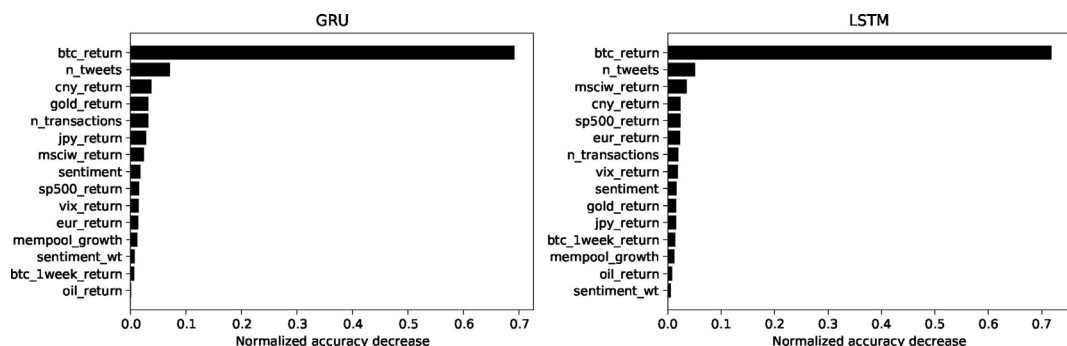 GRU
btc_return
n_tweets
cny_return
gold_return
n_transactions
jpy_return
msciw_return
sentiment
sp500_return
vix_return
eur_return
mempool_growth
sentiment_wt
btc_1week_return
oil_return
0.0 0.1 0.2 0.3 0.4 0.5 0.6 0.7
Normalized accuracy decrease
LSTM
btc_return
n_tweets
msciw_return
cny_return
sp500_return
eur_return
n_transactions
vix_return
sentiment
gold_return
jpy_return
btc_1week_return
mempool_growth
oil_return
sentiment_wt
0.0 0.1 0.2 0.3 0.4 0.5 0.6 0.7
Normalized accuracy decrease